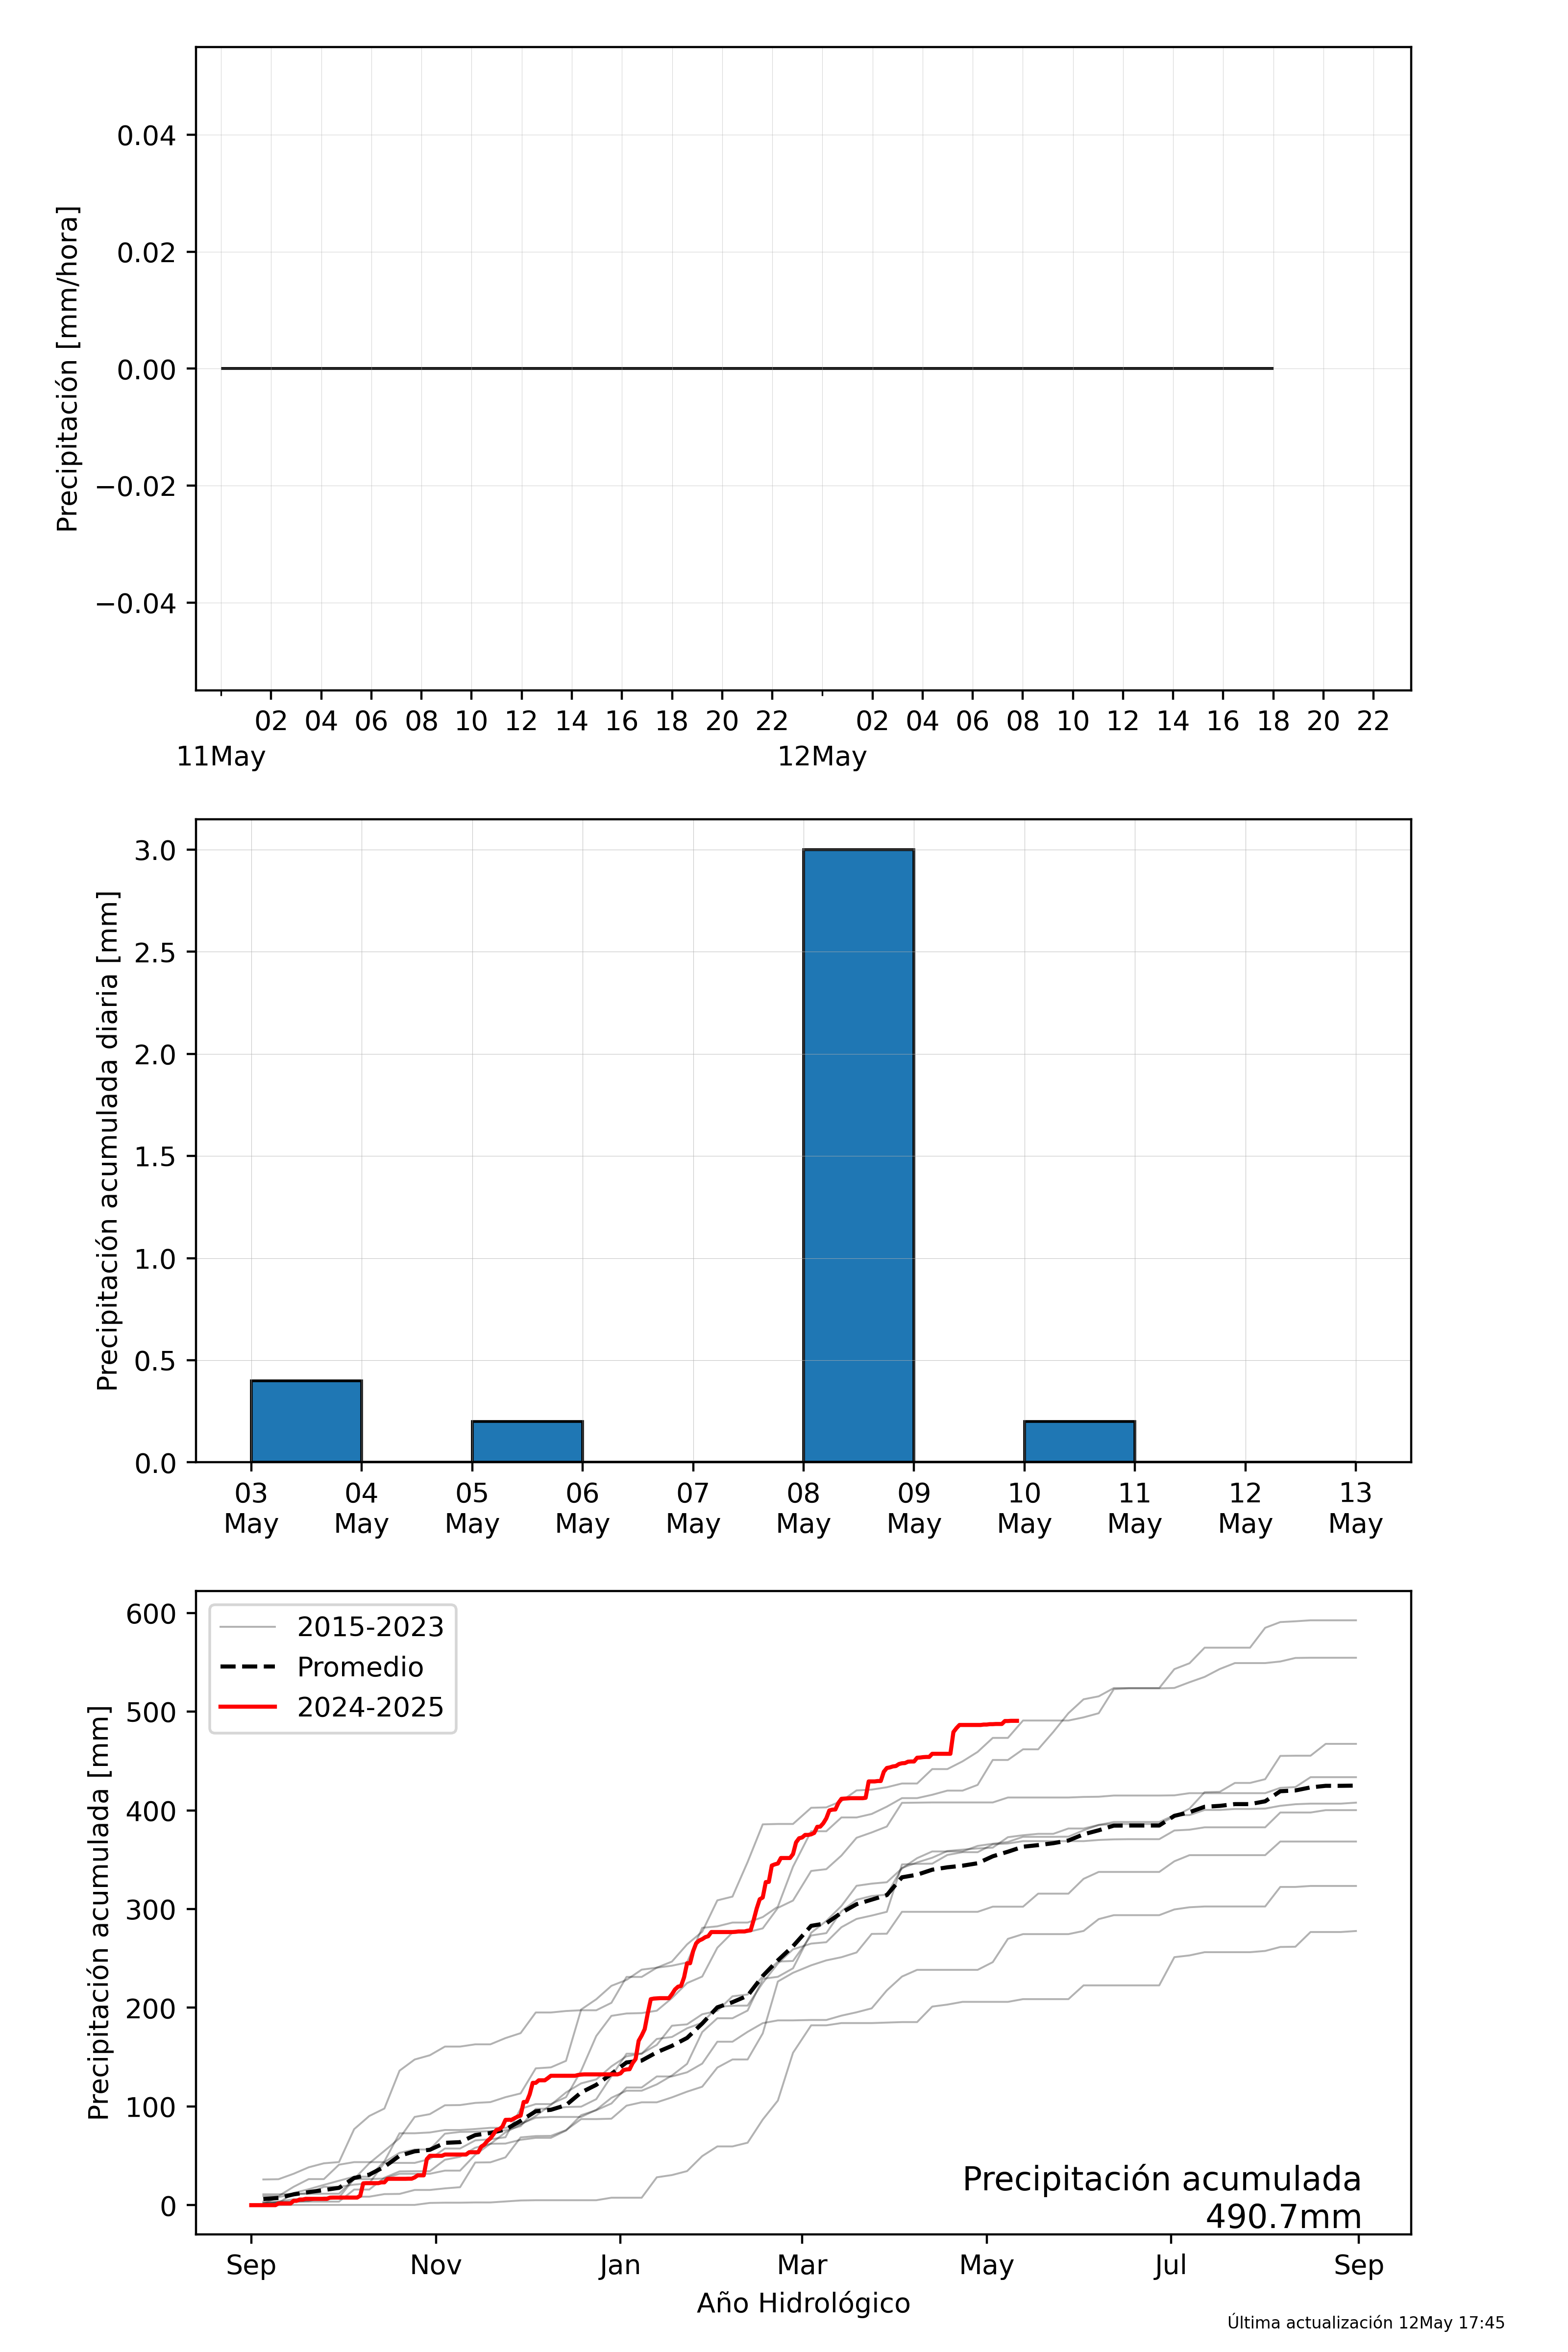 Precipitación [mm/hora]
0.04
0.02
0.00
−0.02
−0.04
02 04 06 08 10 12 14 16 18 20 22 02 04 06 08 10 12 14 16 18 20 22
11May 12May
Precipitación acumulada diaria [mm]
3.0
2.5
2.0
1.5
1.0
0.5
0.0
03 04 05 06 07 08 09 10 11 12 13
May May May May May May May May May May May
Precipitación acumulada [mm]
600
500
400
300
200
100
0
2015-2023
Promedio
2024-2025
Precipitación acumulada
490.7mm
Sep Nov Jan Mar May Jul Sep
Año Hidrológico
Última actualización 12May 17:45